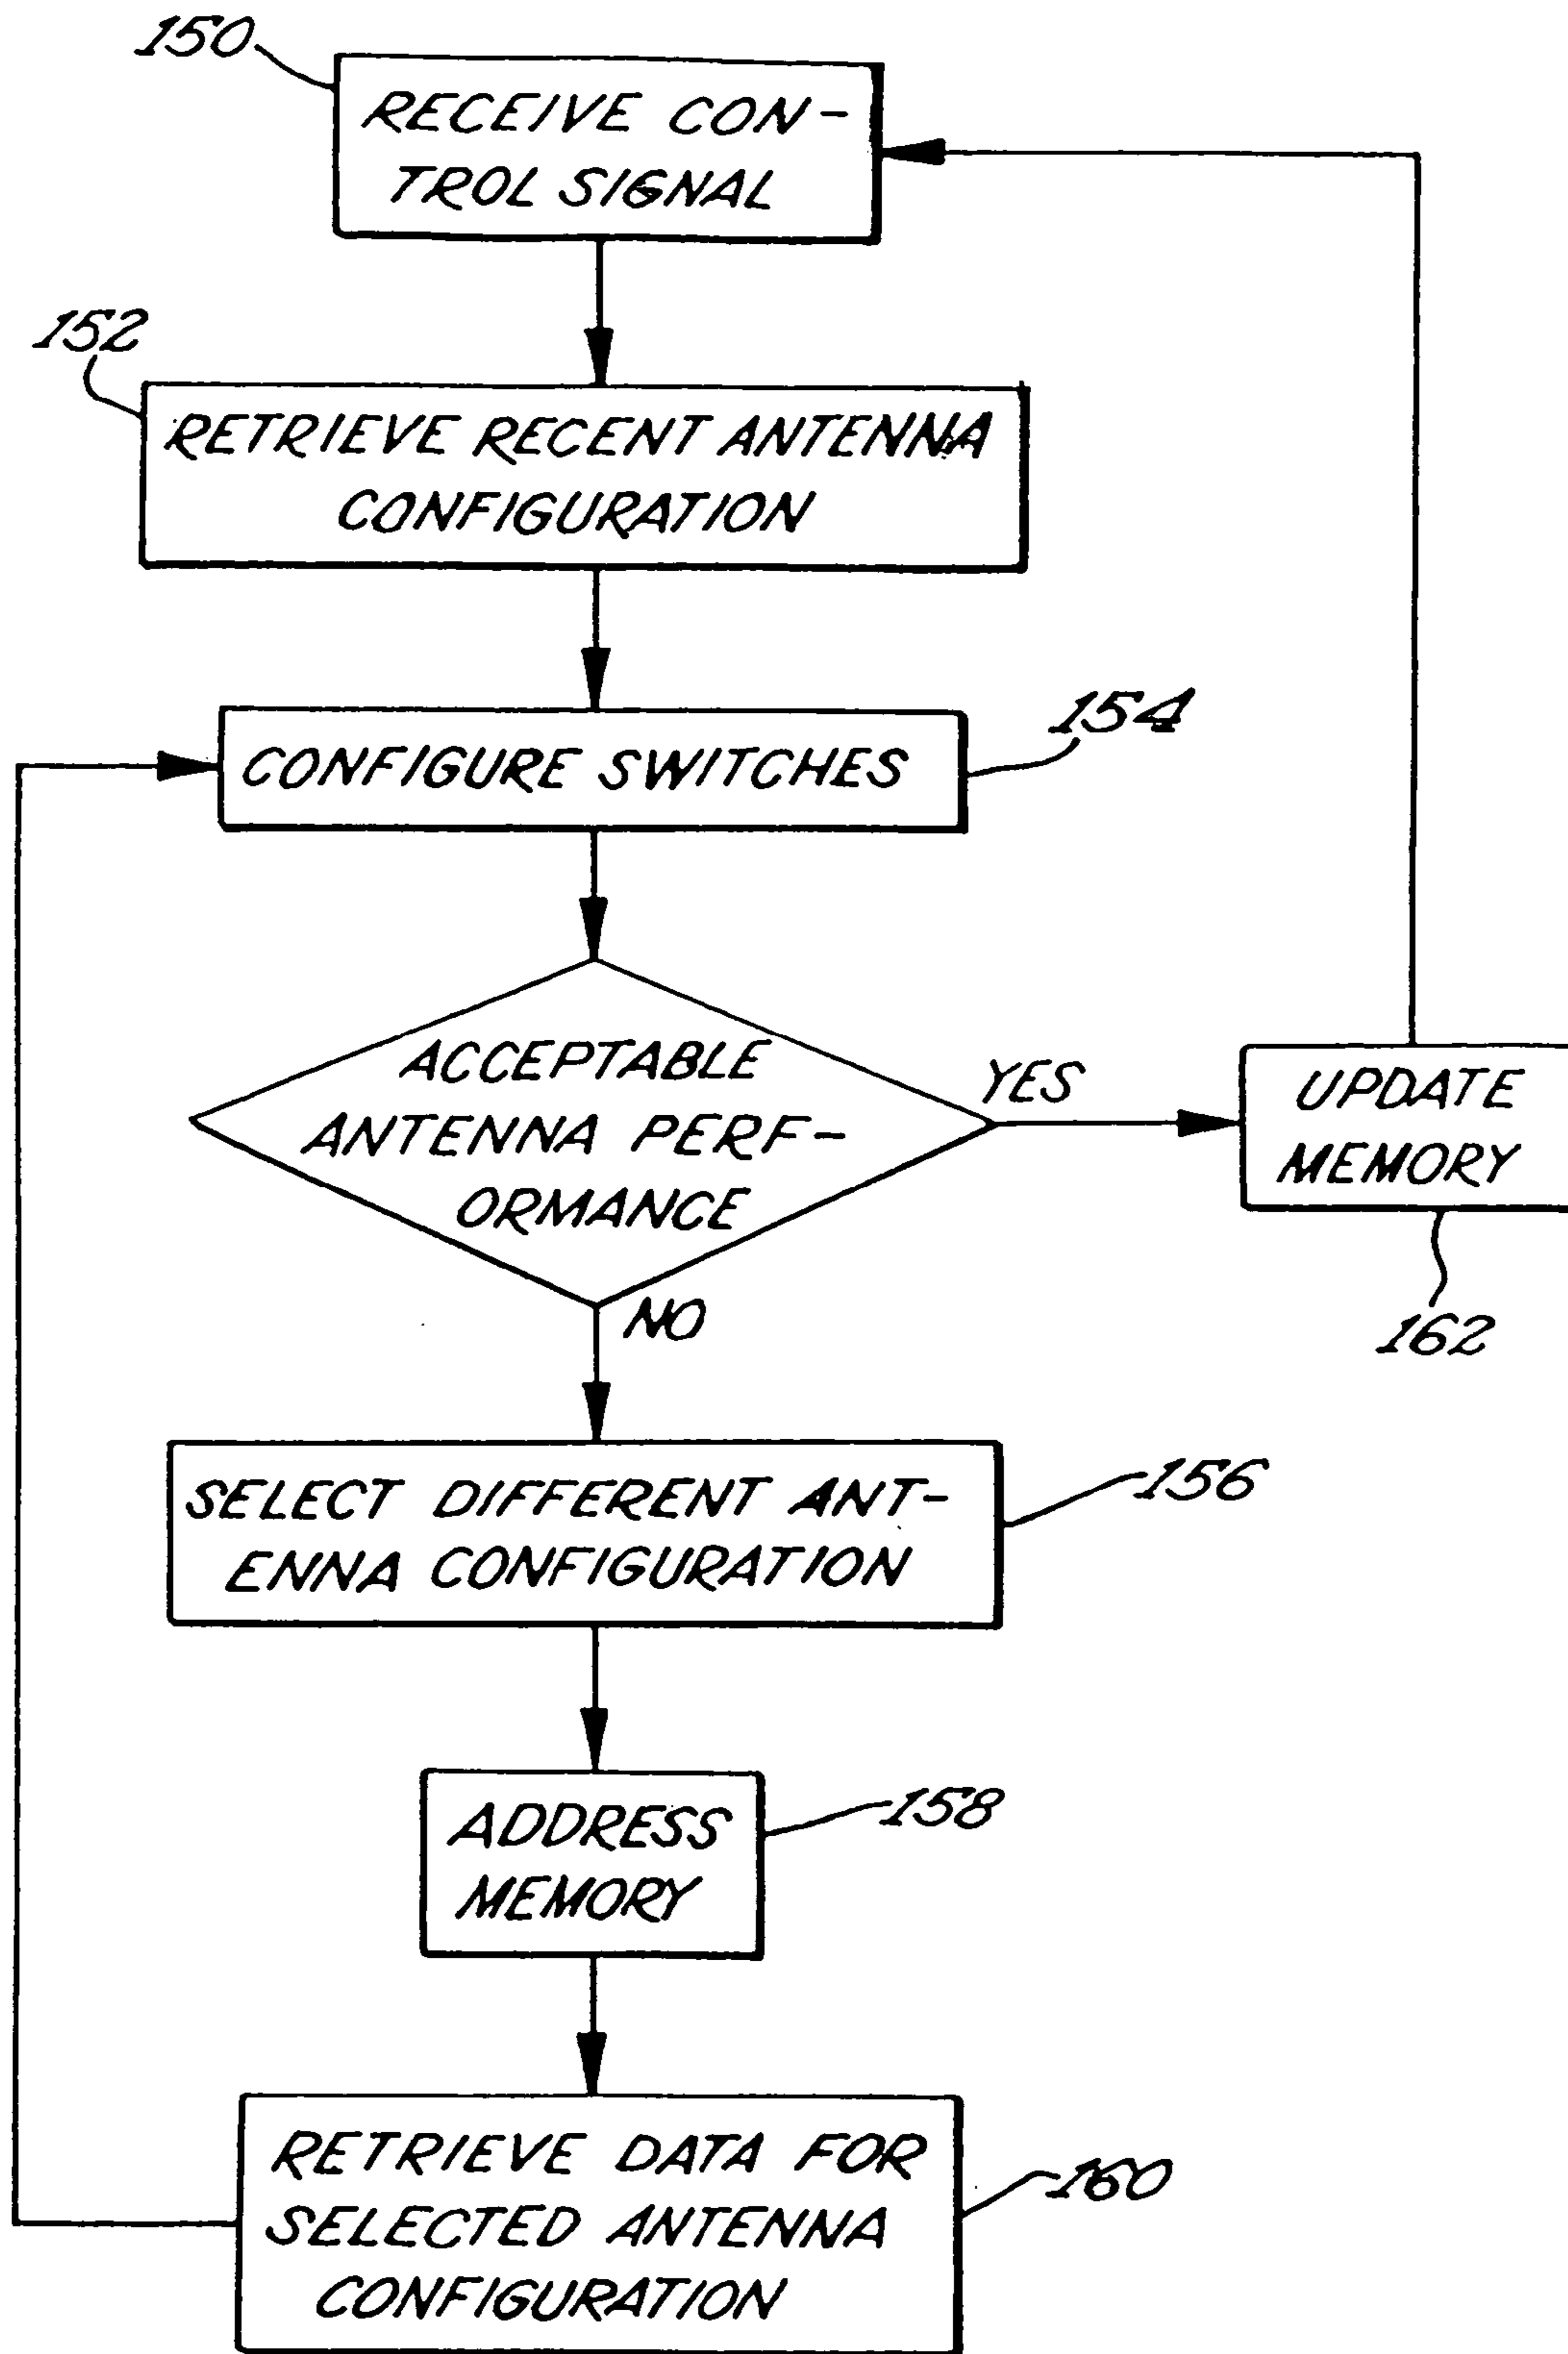 150
RECEIVE CON-
TROL SIGNAL
152
RETRIEVE RECENT ANTENNA
CONFIGURATION
154
CONFIGURE SWITCHES
ACCEPTABLE
ANTENNA PERF-
ORMANCE
YES
UPDATE
MEMORY
162
NO
SELECT DIFFERENT ANT-
ENNA CONFIGURATION
156
ADDRESS
MEMORY
158
RETRIEVE DATA FOR
SELECTED ANTENNA
CONFIGURATION
160